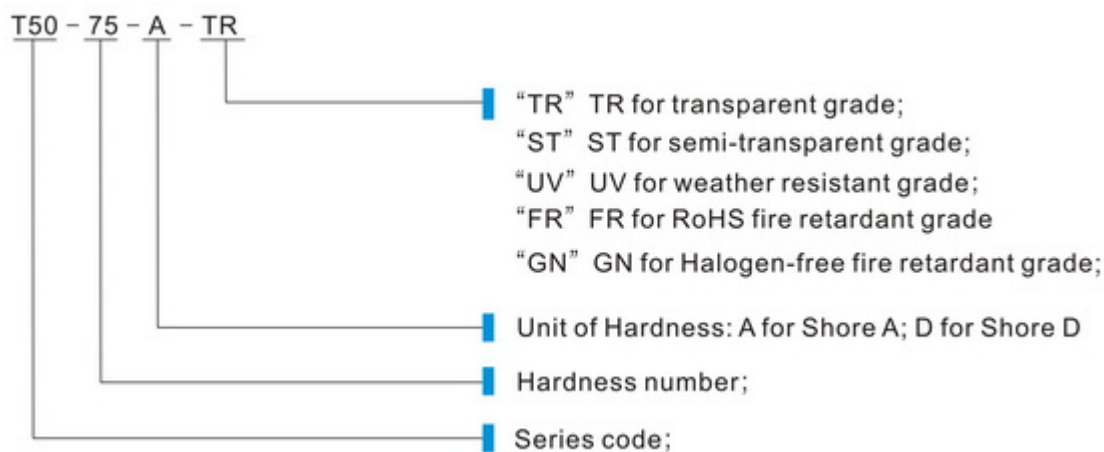 T50 - 75 - A - TR
“TR” TR for transparent grade;
“ST” ST for semi-transparent grade;
“UV” UV for weather resistant grade;
“FR” FR for RoHS fire retardant grade
“GN” GN for Halogen-free fire retardant grade;
Unit of Hardness: A for Shore A; D for Shore D
Hardness number;
Series code;